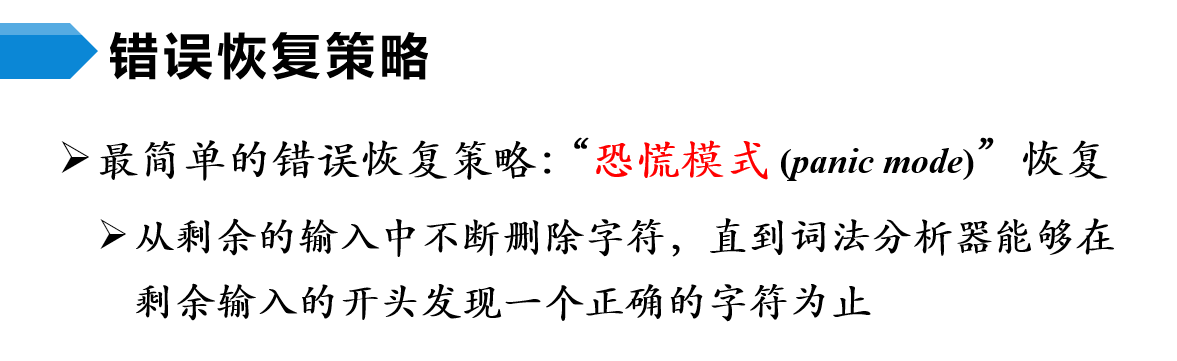 错误恢复策略
➢最简单的错误恢复策略：“恐慌模式 (panic mode)”恢复
➢从剩余的输入中不断删除字符，直到词法分析器能够在
剩余输入的开头发现一个正确的字符为止